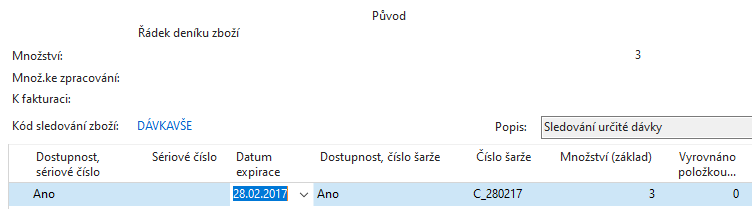 Původ
Řádek deníku zboží
Množství: 3
Množ.ke zpracování:
K fakturaci:
Kód sledování zboží: DÁVKAVŠE Popis: Sledování určité dávky
Dostupnost, sériové číslo Sériové číslo Datum expirace Dostupnost, číslo šarže Číslo šarže Množství (základ) Vyrovnáno položkou...
Ano 28.02.2017 Ano C_280217 3 0